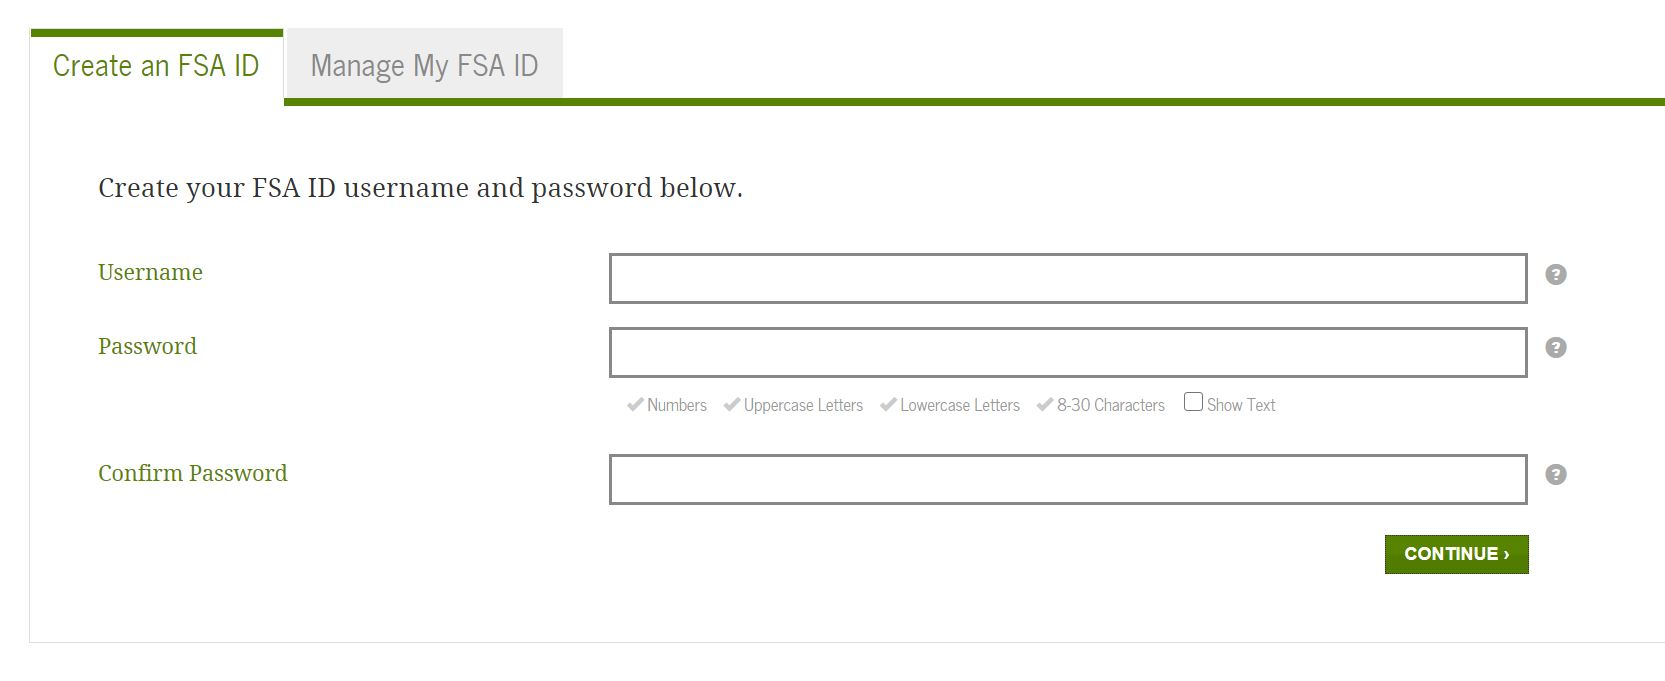 Create an FSA ID Manage My FSA ID
Create your FSA ID username and password below.
Username ?
Password ?
Numbers Uppercase Letters Lowercase Letters 8-30 Characters Show Text
Confirm Password ?
CONTINUE ›